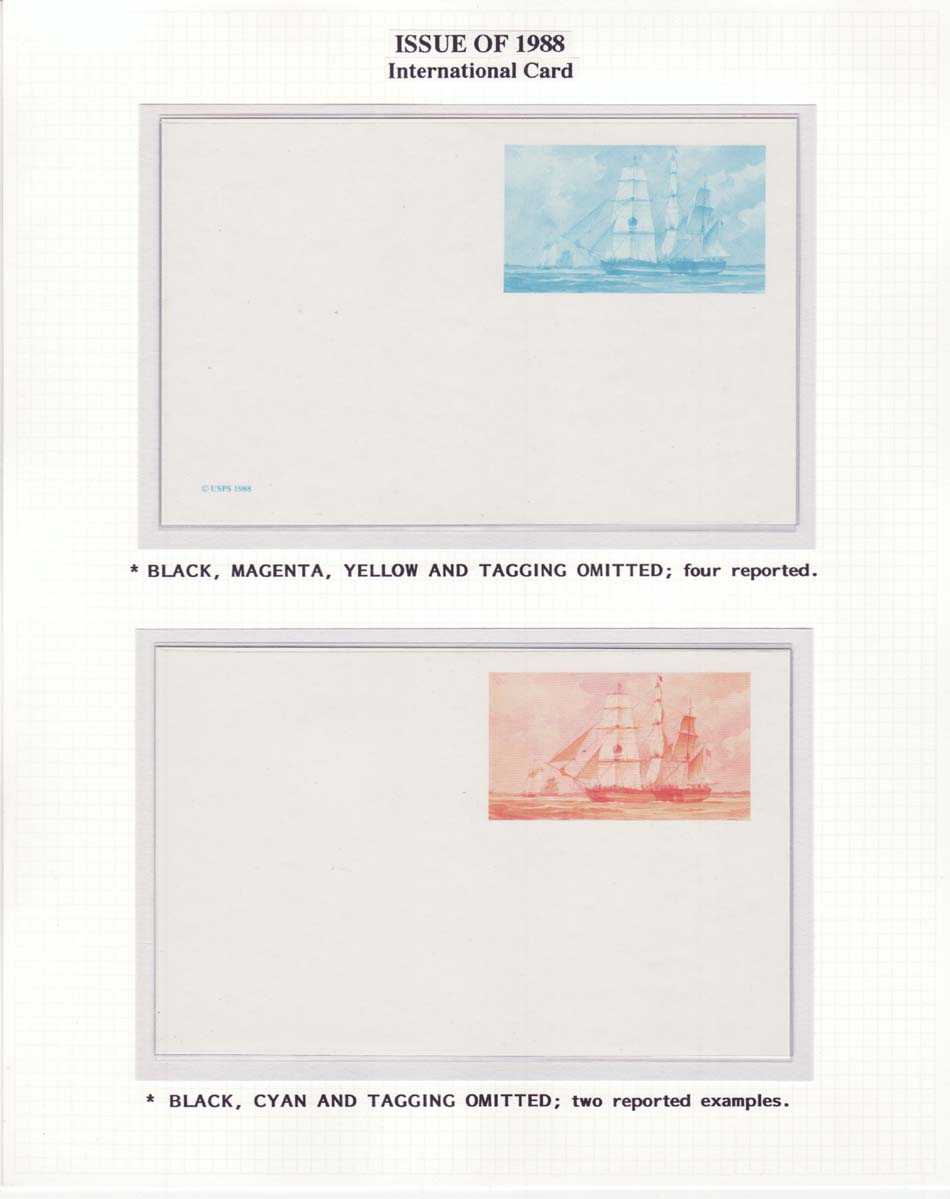 ISSUE OF 1988
International Card
© USPS 1988
* BLACK, MAGENTA, YELLOW AND TAGGING OMITTED; four reported.
* BLACK, CYAN AND TAGGING OMITTED; two reported examples.